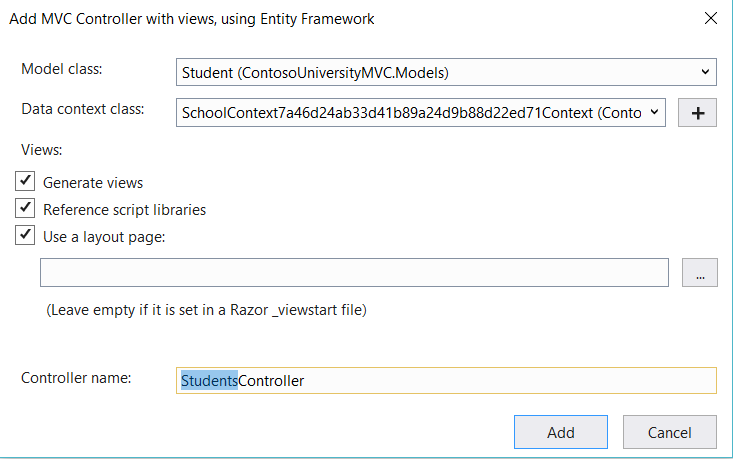 Add MVC Controller with views, using Entity Framework
Model class:
Student (ContosoUniversityMVC.Models)
Data context class:
SchoolContext7a46d24ab33d41b89a24d9b88d22ed71Context (Conto
+
Views:
Generate views
Reference script libraries
Use a layout page:
...
(Leave empty if it is set in a Razor _viewstart file)
Controller name:
StudentsController
Add
Cancel